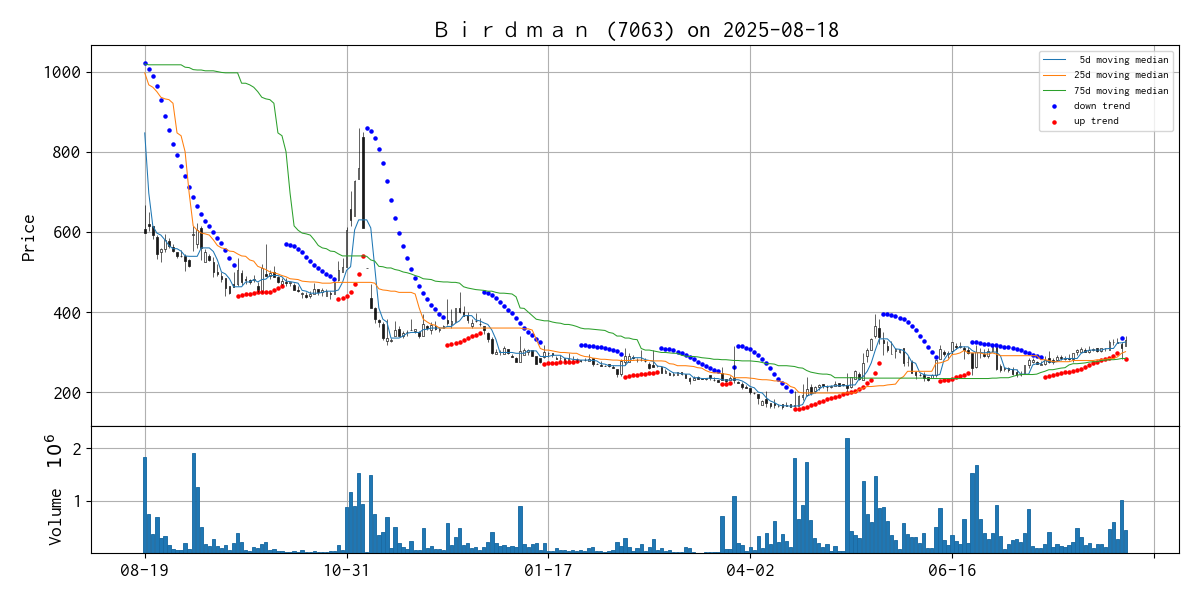 Ｂｉｒｄｍａｎ (7063) on 2025-08-18
5d moving median
25d moving median
75d moving median
down trend
up trend
Price
1000
800
600
400
200
Volume 10^6
2
1
08-19
10-31
01-17
04-02
06-16